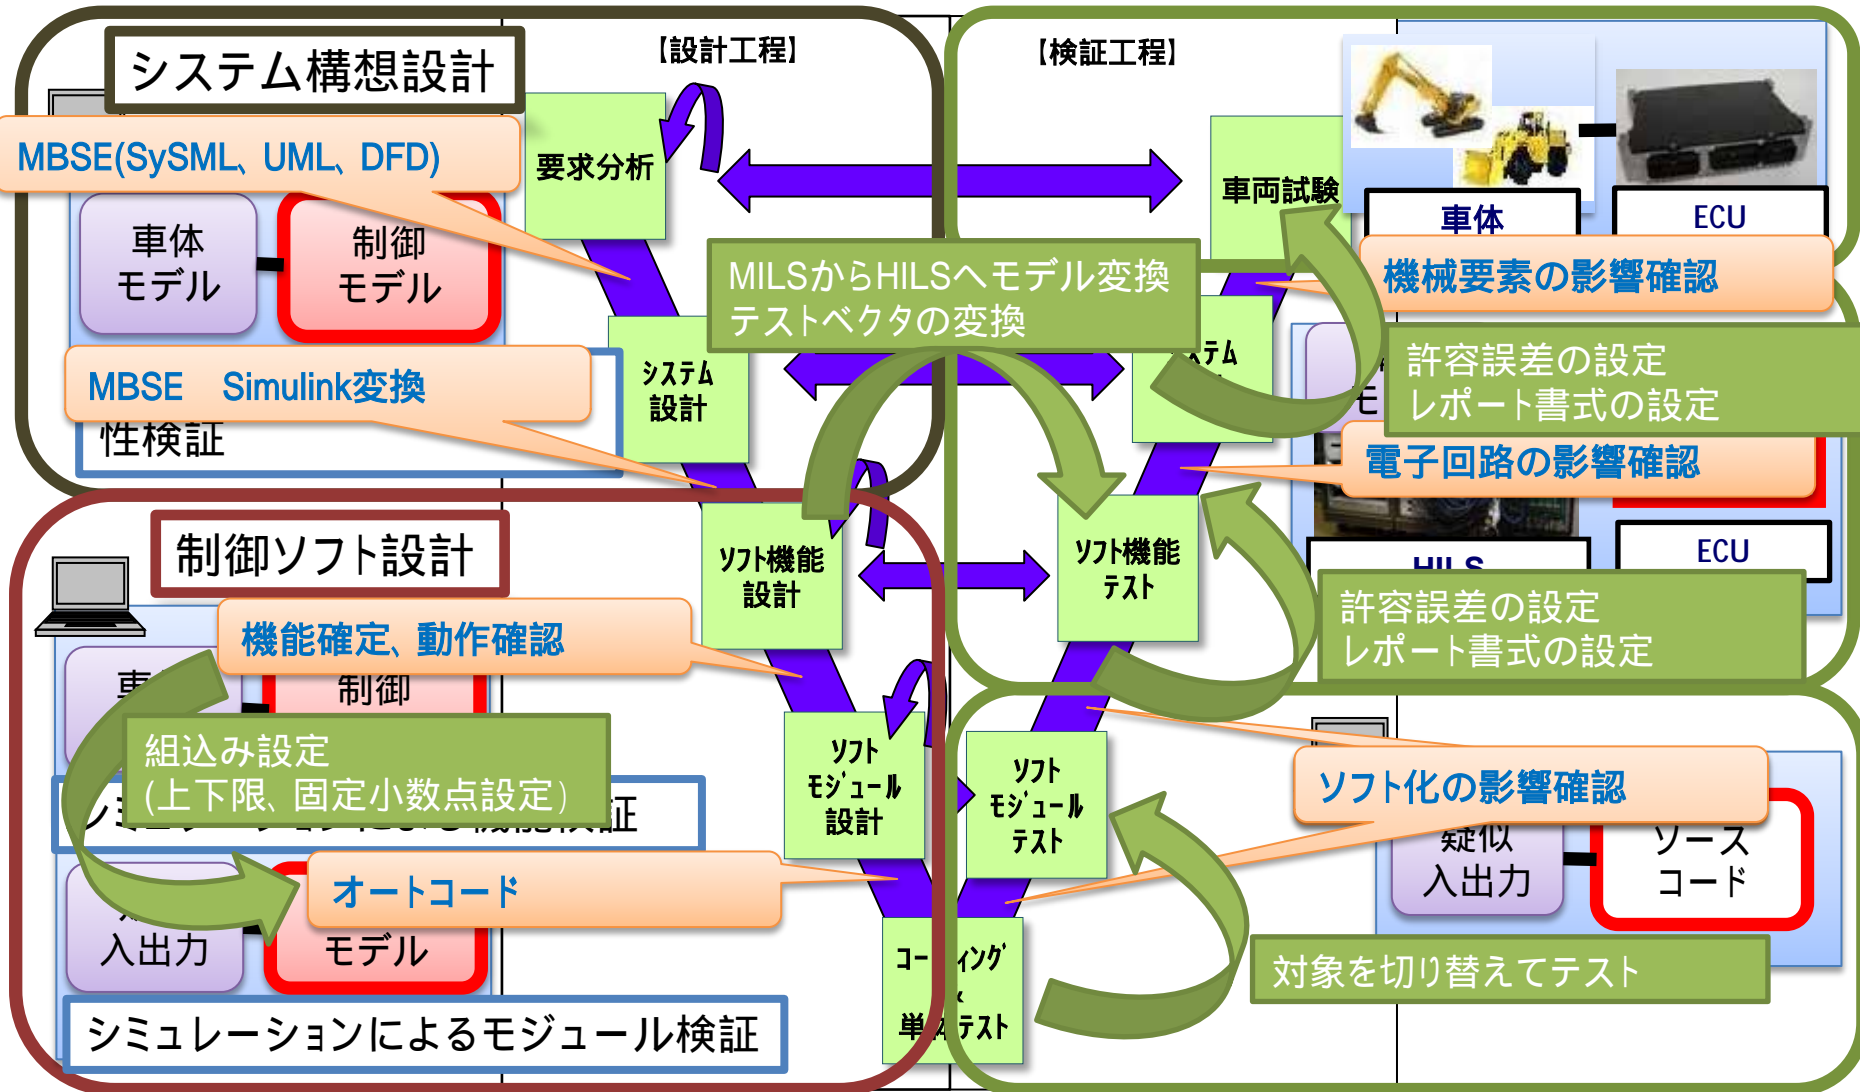 システム構想設計
【設計工程】
【検証工程】
MBSE(SySML、UML、DFD)
要求分析
車両試験
車体
モデル
制御
モデル
車体
ECU
MILSからHILSへモデル変換
テストベクタの変換
機械要素の影響確認
MBSE　Simulink変換
性検証
システム
設計
許容誤差の設定
レポート書式の設定
電子回路の影響確認
制御ソフト設計
ソフト機能
設計
ソフト機能
テスト
HILS
ECU
機能確定、動作確認
許容誤差の設定
レポート書式の設定
制御
組込み設定
(上下限、固定小数点設定)
ソフト
モジュール
設計
ソフト
モジュール
テスト
ソフト化の影響確認
疑似
入出力
ソース
コード
オートコード
入出力
モデル
対象を切り替えてテスト
単体テスト
シミュレーションによるモジュール検証